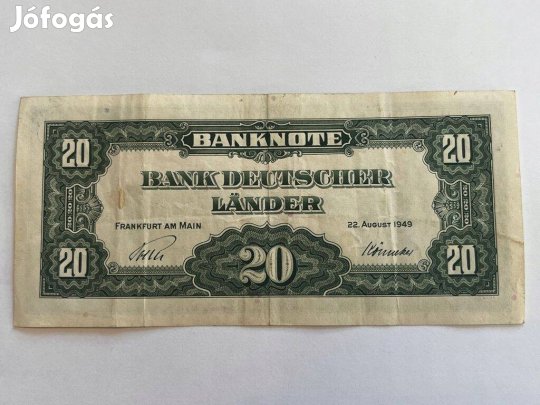 Jófogás
BANKNOTE
20 20
BANK DEUTSCHER
LÄNDER
FRANKFURT AM MAIN 22. AUGUST 1949
20 20 20